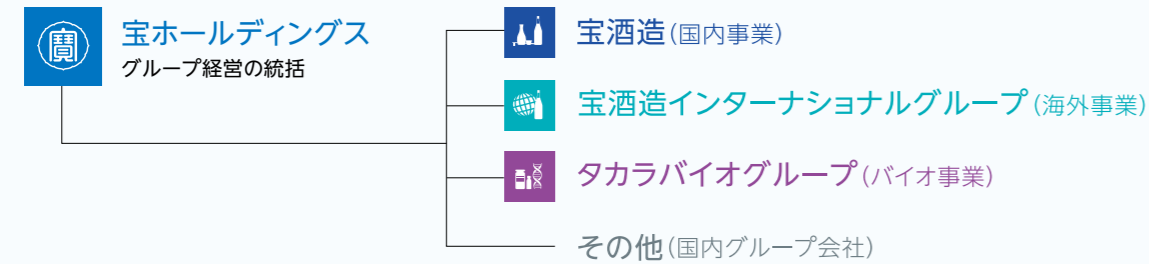 寶
宝ホールディングス
グループ経営の統括
宝酒造(国内事業)
宝酒造インターナショナルグループ(海外事業)
タカラバイオグループ(バイオ事業)
その他(国内グループ会社)